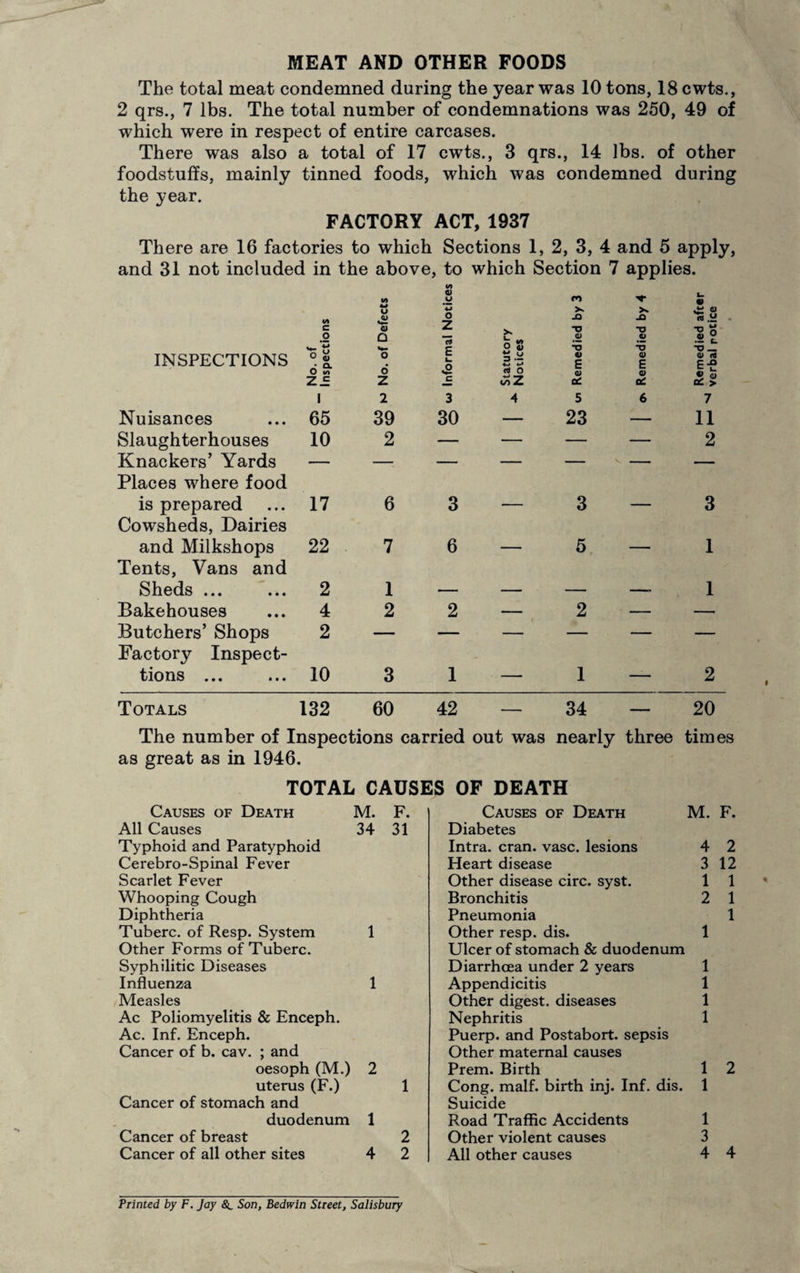 MEAT AND OTHER FOODS
The total meat condemned during the year was 10 tons, 18 cwts.,
2 qrs., 7 lbs. The total number of condemnations was 250, 49 of
which were in respect of entire carcases.
There was also a total of 17 cwts., 3 qrs., 14 lbs. of other
foodstuffs, mainly tinned foods, which was condemned during
the year.
FACTORY ACT, 1937
There are 16 factories to which Sections 1, 2, 3, 4 and 5 apply,
and 31 not included in the above, to which Section 7 applies.
INSPECTIONS No. of Inspections No. of Defects Informal Notices Statutory Notices Remedied by 3 Remedied by 4 Remedied after verbal notice
1 2 3 4 5 6 7
Nuisances ... 65 39 30 — 23 — 11
Slaughterhouses 10 2 — — — — 2
Knackers' Yards — — — — — — —
Places where food
is prepared ... 17 6 3 — 3 — 3
Cowsheds, Dairies
and Milkshops 22 7 6 — 5 — 1
Tents, Vans and
Sheds ... ... 2 1 — — — — 1
Bakehouses ... 4 2 2 — 2 — —
Butchers' Shops 2 — — — — — —
Factory Inspect-
tions ... ... 10 3 1 — 1 — 2
TOTALS 132 60 42 — 34 — 20
The number of Inspections carried out was nearly three times
as great as in 1946.
TOTAL CAUSES OF DEATH
CAUSES OF DEATH M. F.
All Causes 34 31
Typhoid and Paratyphoid
Cerebro-Spinal Fever
Scarlet Fever
Whooping Cough
Diphtheria
Tuberc. of Resp. System 1
Other Forms of Tuberc.
Syphilitic Diseases
Influenza 1
Measles
Ac Poliomyelitis & Enceph.
Ac. Inf. Enceph.
Cancer of b. cav. ; and
oesoph (M.) 2
uterus (F.) 1
Cancer of stomach and
duodenum 1
Cancer of breast 2
Cancer of all other sites 4 2
CAUSES OF DEATH M. F.
Diabetes
Intra. cran. vasc. lesions 4 2
Heart disease 3 12
Other disease circ. syst. 1 1
Bronchitis 2 1
Pneumonia 1
Other resp. dis. 1
Ulcer of stomach & duodenum
Diarrhœa under 2 years 1
Appendicitis 1
Other digest. diseases 1
Nephritis 1
Puerp. and Postabort. sepsis
Other maternal causes
Prem. Birth 1 2
Cong. malf. birth inj. Inf. dis. 1
Suicide
Road Traffic Accidents 1
Other violent causes 3
All other causes 4 4
Printed by F. Jay & Son, Bedwin Street, Salisbury